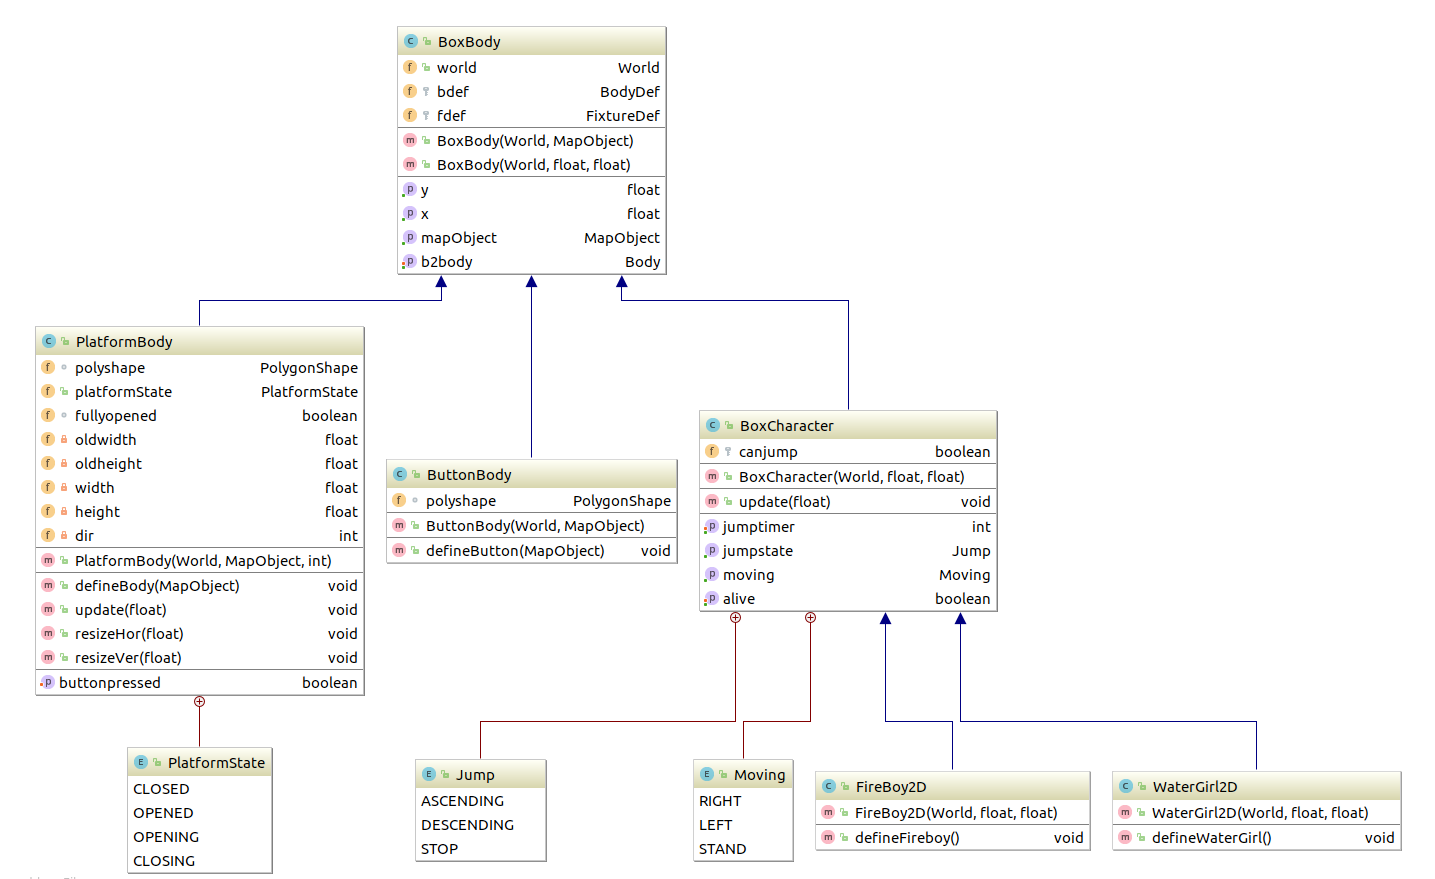 BoxBody
world World
bdef BodyDef
fdef FixtureDef
BoxBody(World, MapObject)
BoxBody(World, float, float)
y float
x float
mapObject MapObject
b2body Body
PlatformBody
polyshape PolygonShape
platformState PlatformState
fullyopened boolean
oldwidth float
oldheight float
width float
height float
dir int
PlatformBody(World, MapObject, int)
defineBody(MapObject) void
update(float) void
resizeHor(float) void
resizeVer(float) void
buttonpressed boolean
ButtonBody
polyshape PolygonShape
ButtonBody(World, MapObject)
defineButton(MapObject) void
BoxCharacter
canjump boolean
BoxCharacter(World, float, float)
update(float) void
jumptimer int
jumpstate Jump
moving Moving
alive boolean
PlatformState
CLOSED
OPENED
OPENING
CLOSING
Jump
ASCENDING
DESCENDING
STOP
Moving
RIGHT
LEFT
STAND
FireBoy2D
FireBoy2D(World, float, float)
defineFireboy() void
WaterGirl2D
WaterGirl2D(World, float, float)
defineWaterGirl() void